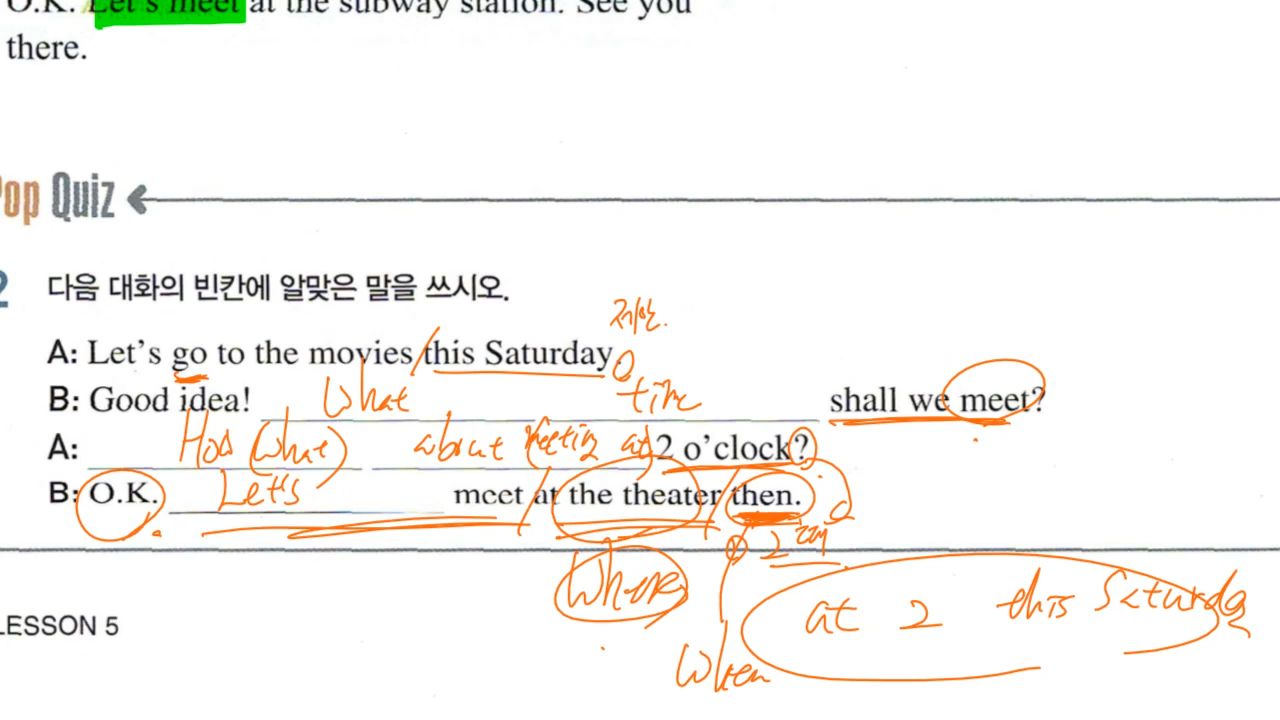 O.K. Let's meet at the subway station. See you
there.
Pop Quiz
2 다음 대화의 빈칸에 알맞은 말을 쓰시오.
제안.
A: Let's go to the movies / this Saturday.
B: Good idea! What time shall we meet?
A: How (What) about (meeting at) 2 o'clock?
B: O.K. Let's meet at the theater / then.
2
Where
at 2 this Saturday
When
LESSON 5